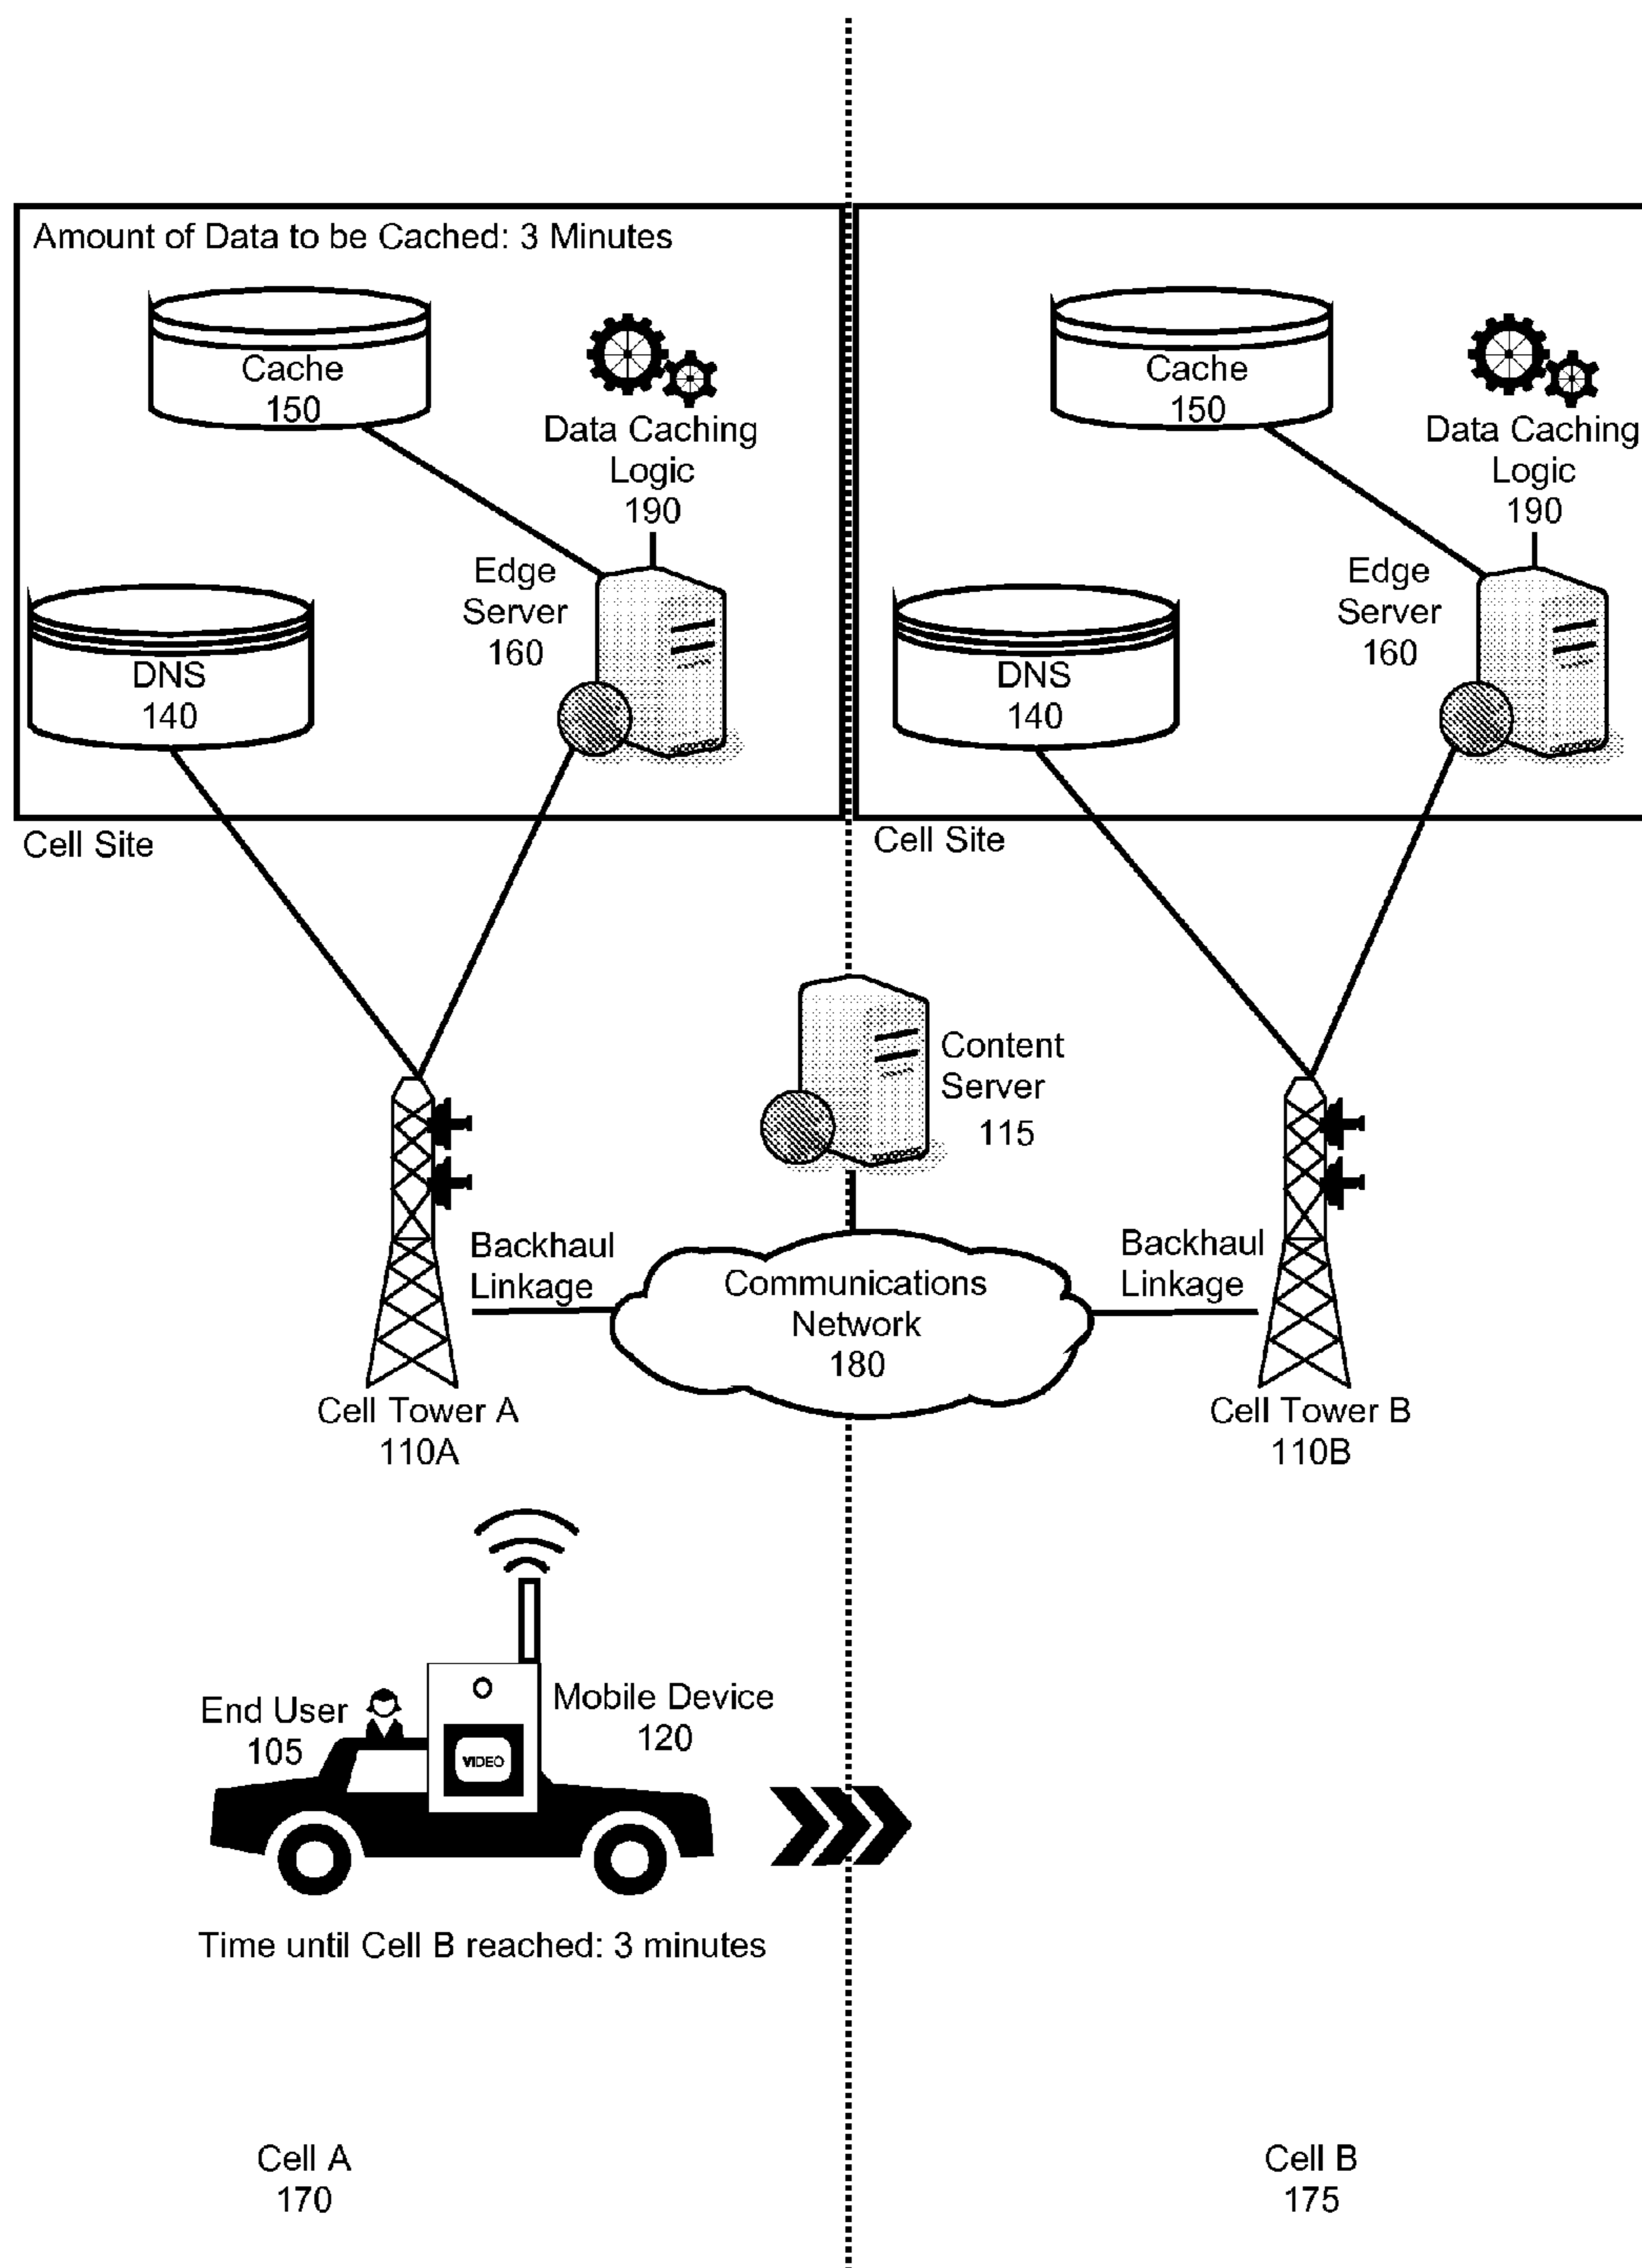 Amount of Data to be Cached: 3 Minutes
Cache
150
Data Caching
Logic
190
Edge
Server
160
DNS
140
Cell Site
Cache
150
Data Caching
Logic
190
Edge
Server
160
DNS
140
Cell Site
Content
Server
115
Backhaul
Linkage
Communications
Network
180
Backhaul
Linkage
Cell Tower A
110A
Cell Tower B
110B
End User
105
Mobile Device
120
VIDEO
Time until Cell B reached: 3 minutes
Cell A
170
Cell B
175